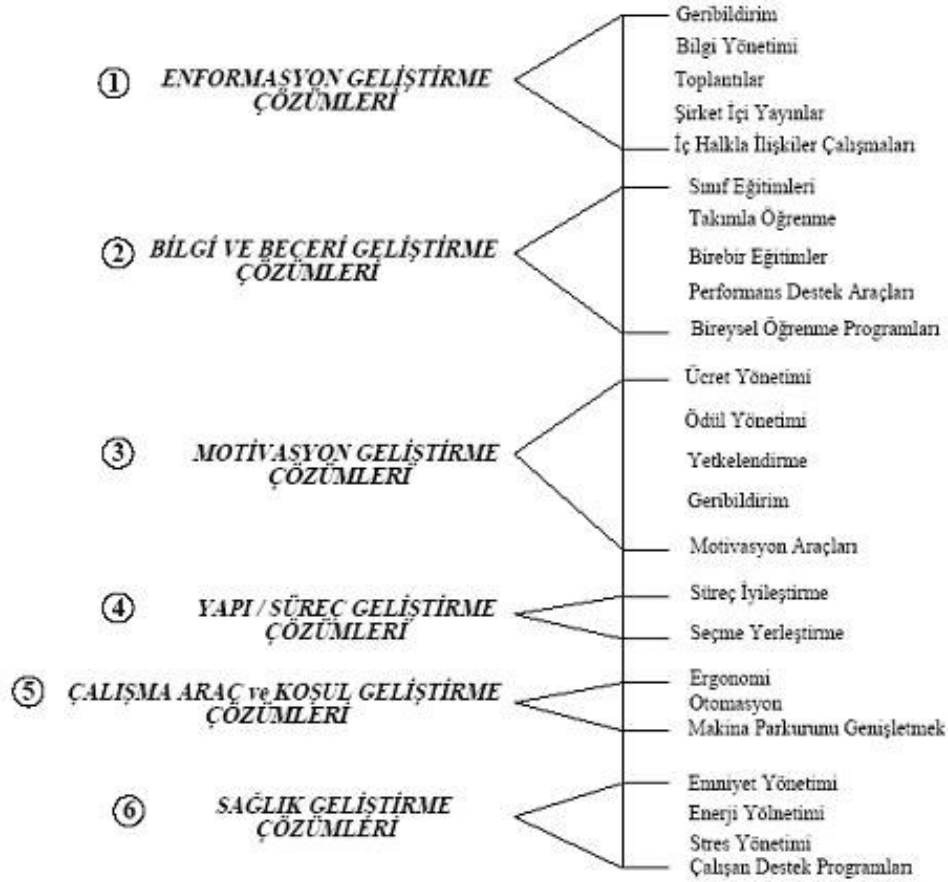 ① ENFORMASYON GELİŞTİRME
ÇÖZÜMLERİ
Geribildirim
Bilgi Yönetimi
Toplantılar
Şirket İçi Yayınlar
İç Halkla İlişkiler Çalışmaları
② BİLGİ VE BECERİ GELİŞTİRME
ÇÖZÜMLERİ
Sınıf Eğitimleri
Takımla Öğrenme
Birebir Eğitimler
Performans Destek Araçları
Bireysel Öğrenme Programları
③ MOTİVASYON GELİŞTİRME
ÇÖZÜMLERİ
Ücret Yönetimi
Ödül Yönetimi
Yetkelendirme
Geribildirim
Motivasyon Araçları
④ YAPI / SÜREÇ GELİŞTİRME
ÇÖZÜMLERİ
Süreç İyileştirme
Seçme Yerleştirme
⑤ ÇALIŞMA ARAÇ ve KOŞUL GELİŞTİRME
ÇÖZÜMLERİ
Ergonomi
Otomasyon
Makina Parkurunu Genişletmek
⑥ SAĞLIK GELİŞTİRME
ÇÖZÜMLERİ
Emniyet Yönetimi
Enerji Yölnetimi
Stres Yönetimi
Çalışan Destek Programları